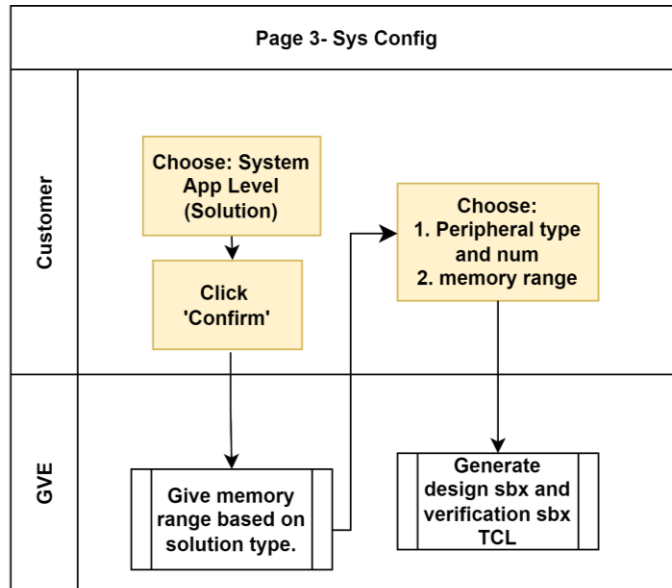 Page 3- Sys Config
Customer
Choose: System
App Level
(Solution)
Click
'Confirm'
Choose:
1. Peripheral type
and num
2. memory range
GVE
Give memory
range based on
solution type.
Generate
design sbx and
verification sbx
TCL